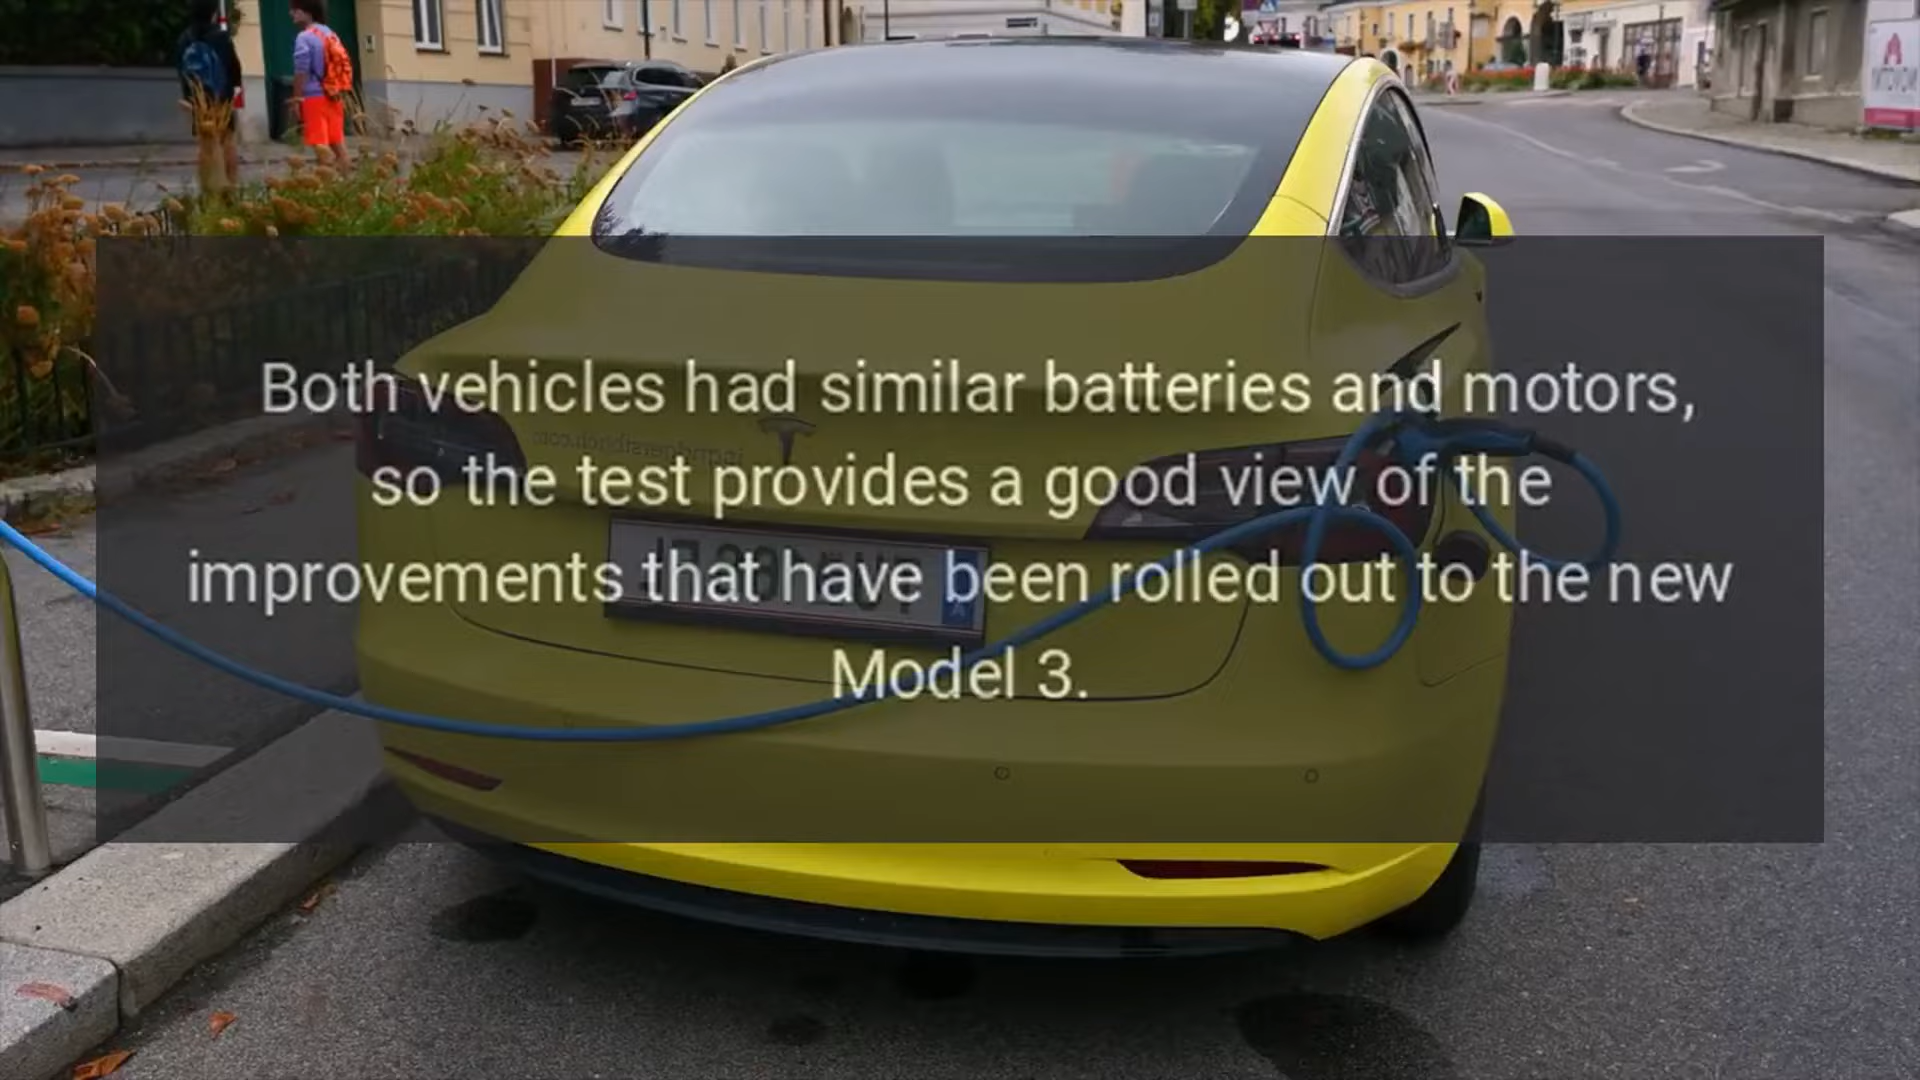 Both vehicles had similar batteries and motors,
so the test provides a good view of the
improvements that have been rolled out to the new
Model 3.